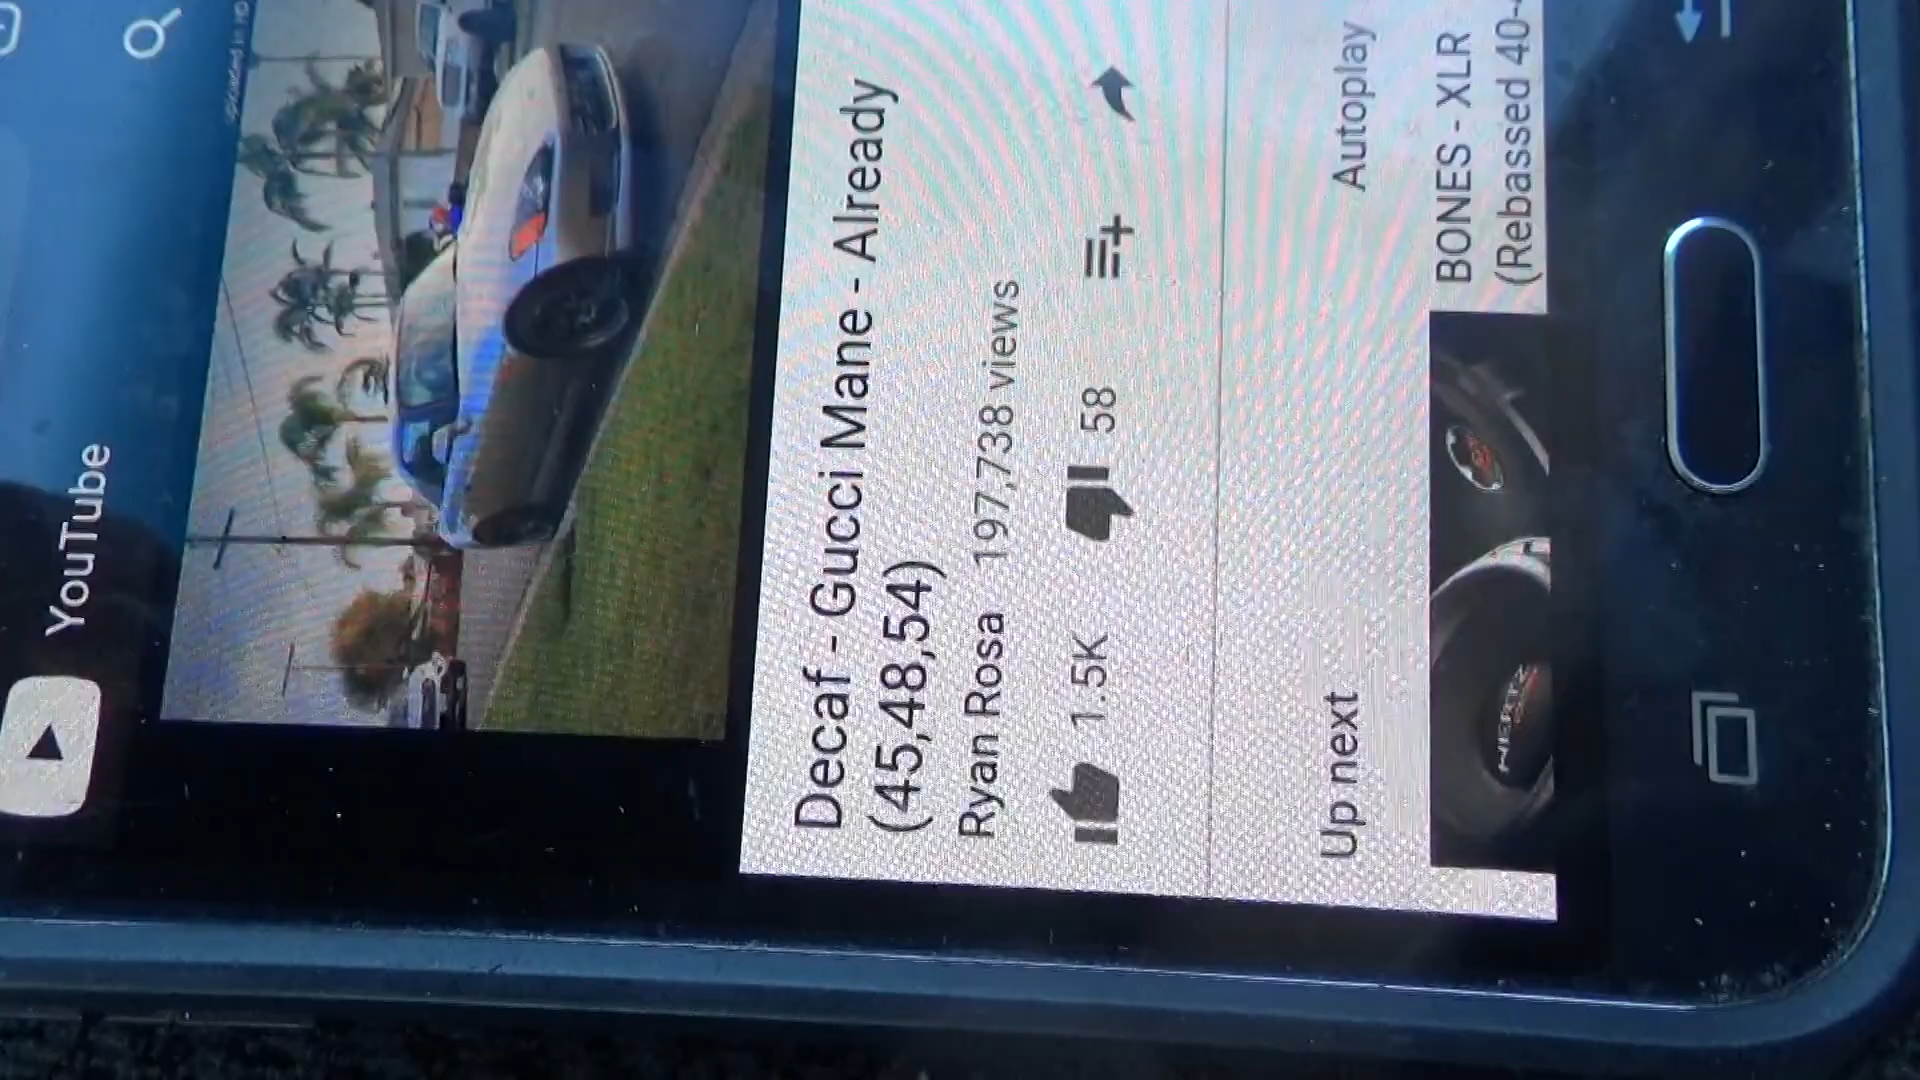 YouTube
Decaf - Gucci Mane - Already
(45,48,54)
Ryan Rosa 197,738 views
1.5K 58
Up next Autoplay
BONES - XLR
(Rebassed 40-
HERTZ